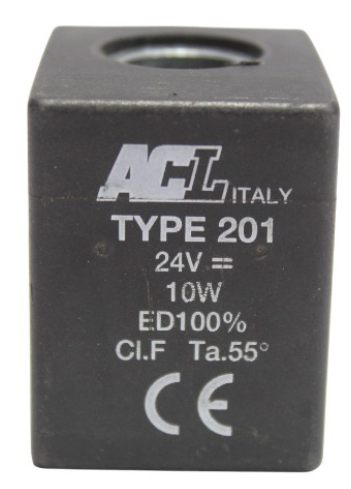 ACL ITALY
TYPE 201
24V ⎓
10W
ED100%
Cl.F Ta.55°
CE